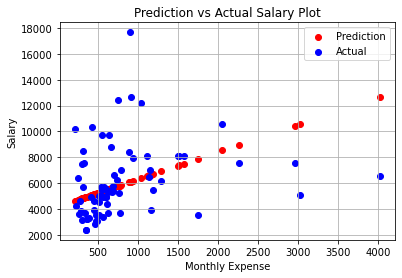 Prediction vs Actual Salary Plot
Prediction
Actual
18000
16000
14000
12000
10000
8000
6000
4000
2000
Salary
500 1000 1500 2000 2500 3000 3500 4000
Monthly Expense